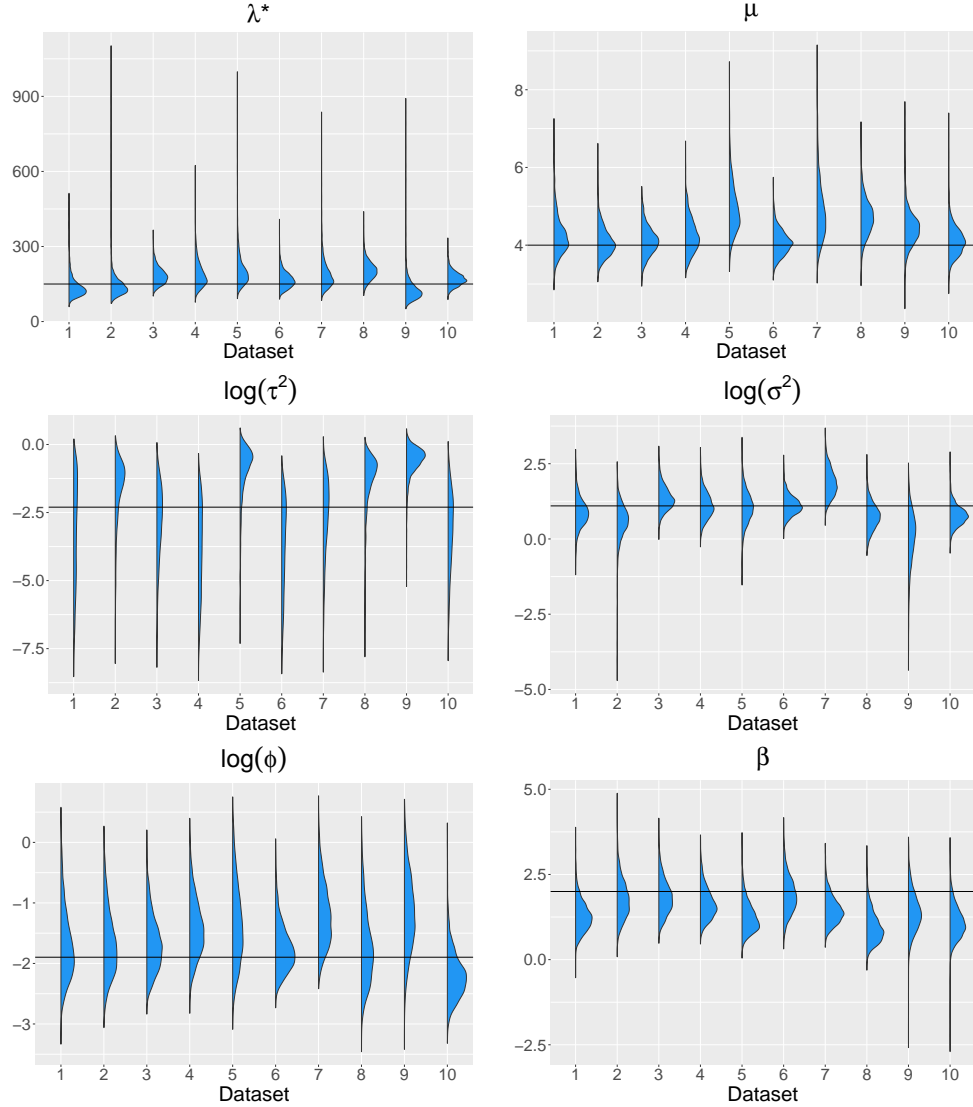 λ*
900
600
300
0
1 2 3 4 5 6 7 8 9 10
Dataset
μ
8
6
4
1 2 3 4 5 6 7 8 9 10
Dataset
log(τ²)
0.0
−2.5
−5.0
−7.5
1 2 3 4 5 6 7 8 9 10
Dataset
log(σ²)
2.5
0.0
−2.5
−5.0
1 2 3 4 5 6 7 8 9 10
Dataset
log(ϕ)
0
−1
−2
−3
1 2 3 4 5 6 7 8 9 10
Dataset
β
5.0
2.5
0.0
−2.5
1 2 3 4 5 6 7 8 9 10
Dataset